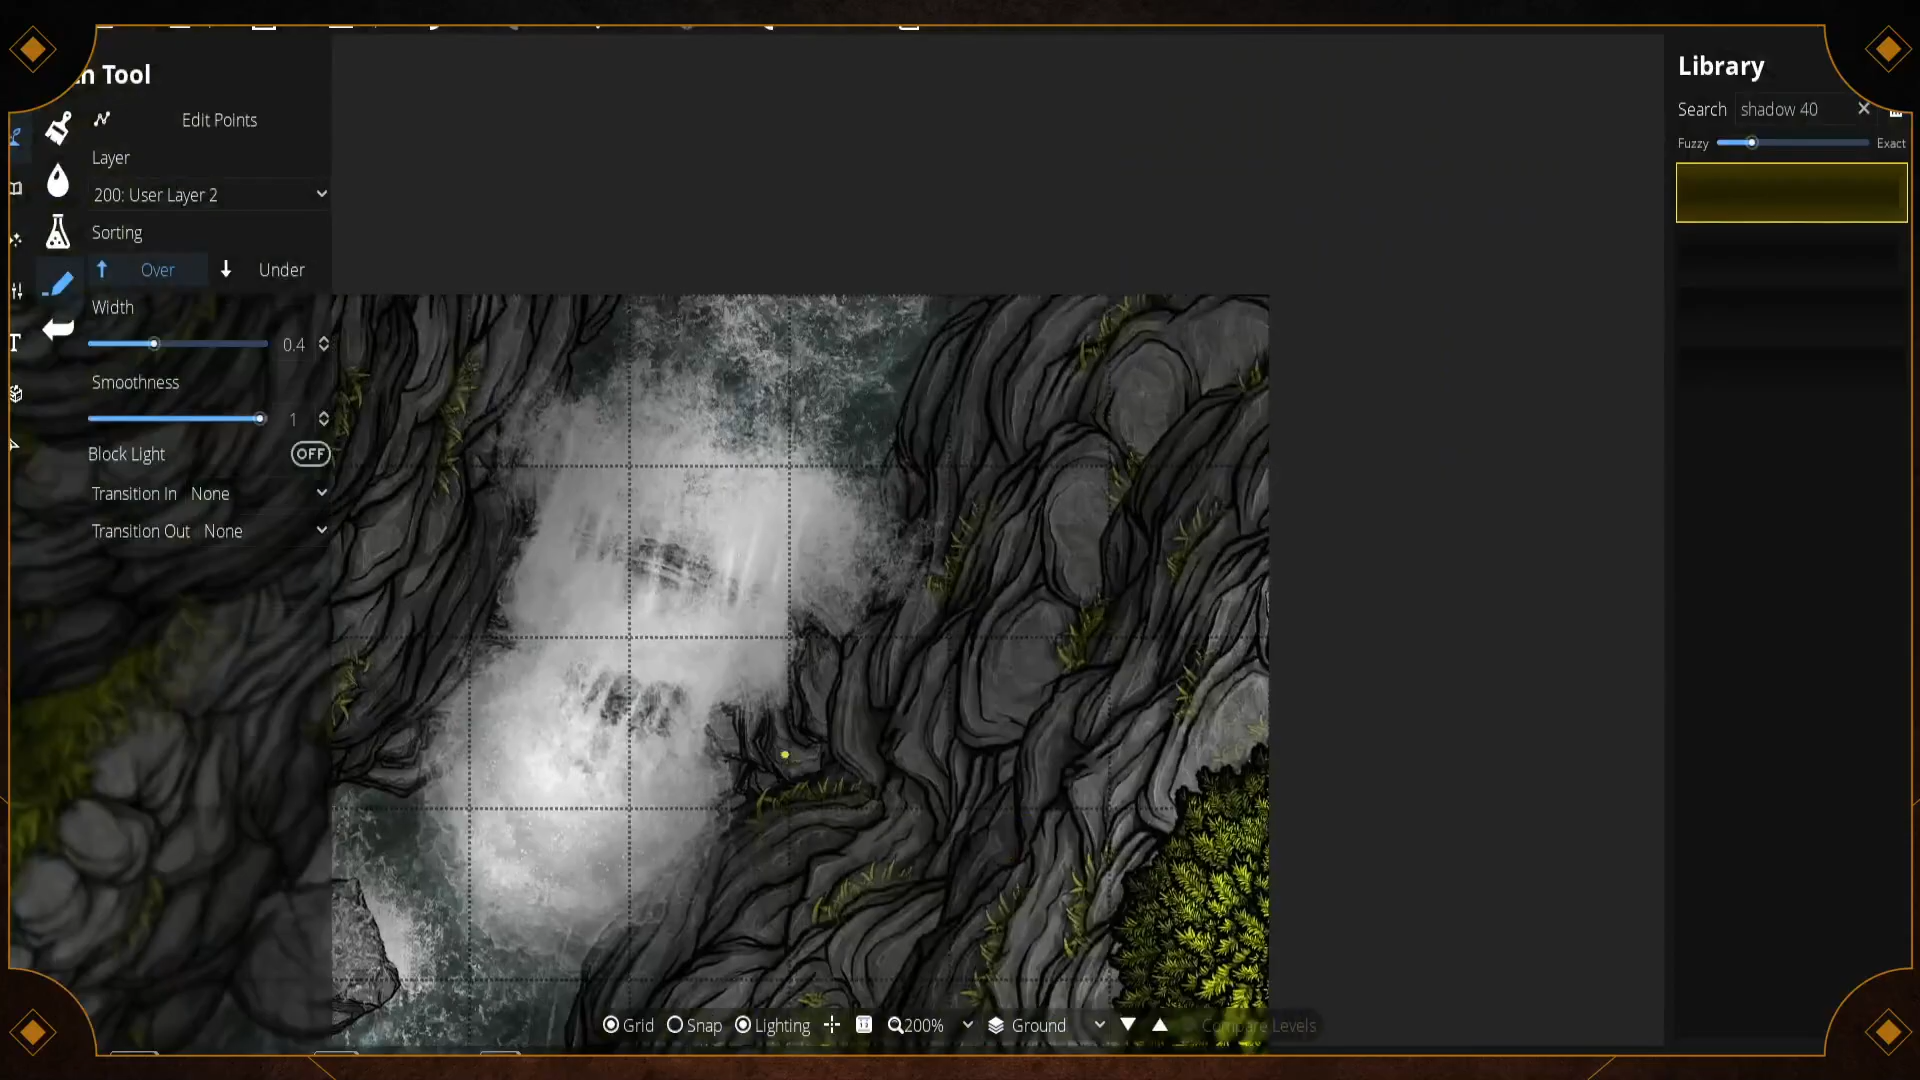 Tool
Edit Points
Layer
200: User Layer 2
Sorting
Over
Under
Width
0.4
Smoothness
1
Block Light
OFF
Transition In None
Transition Out None
Library
Search shadow 40
Fuzzy
Exact
Grid
Snap
Lighting
200%
Ground
Compare Levels